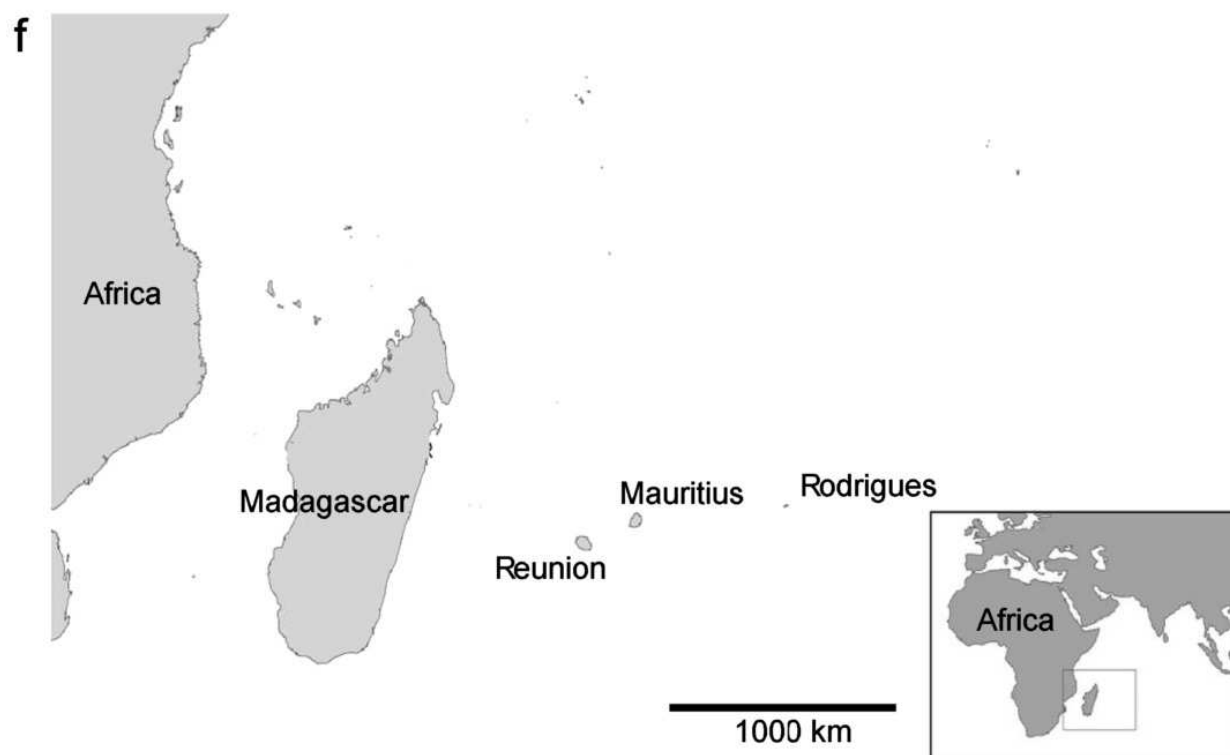 f
Africa
Madagascar
Mauritius
Rodrigues
Reunion
Africa
1000 km